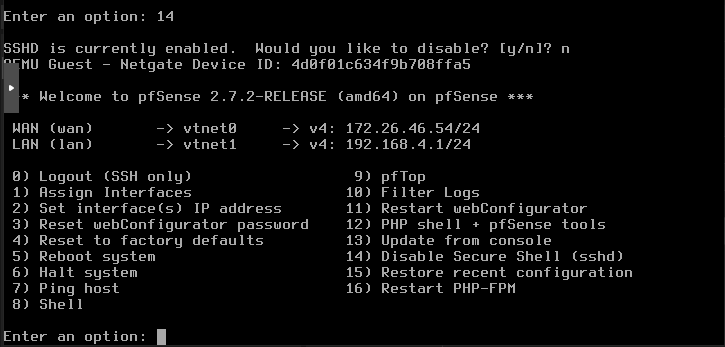 Enter an option: 14
SSHD is currently enabled.  Would you like to disable? [y/n]? n
QEMU Guest - Netgate Device ID: 4d0f01c634f9b708ffa5
** Welcome to pfSense 2.7.2-RELEASE (amd64) on pfSense ***
WAN (wan)       -> vtnet0     -> v4: 172.26.46.54/24
LAN (lan)       -> vtnet1     -> v4: 192.168.4.1/24
0) Logout (SSH only)                  9) pfTop
1) Assign Interfaces                 10) Filter Logs
2) Set interface(s) IP address       11) Restart webConfigurator
3) Reset webConfigurator password    12) PHP shell + pfSense tools
4) Reset to factory defaults         13) Update from console
5) Reboot system                     14) Disable Secure Shell (sshd)
6) Halt system                       15) Restore recent configuration
7) Ping host                         16) Restart PHP-FPM
8) Shell
Enter an option: